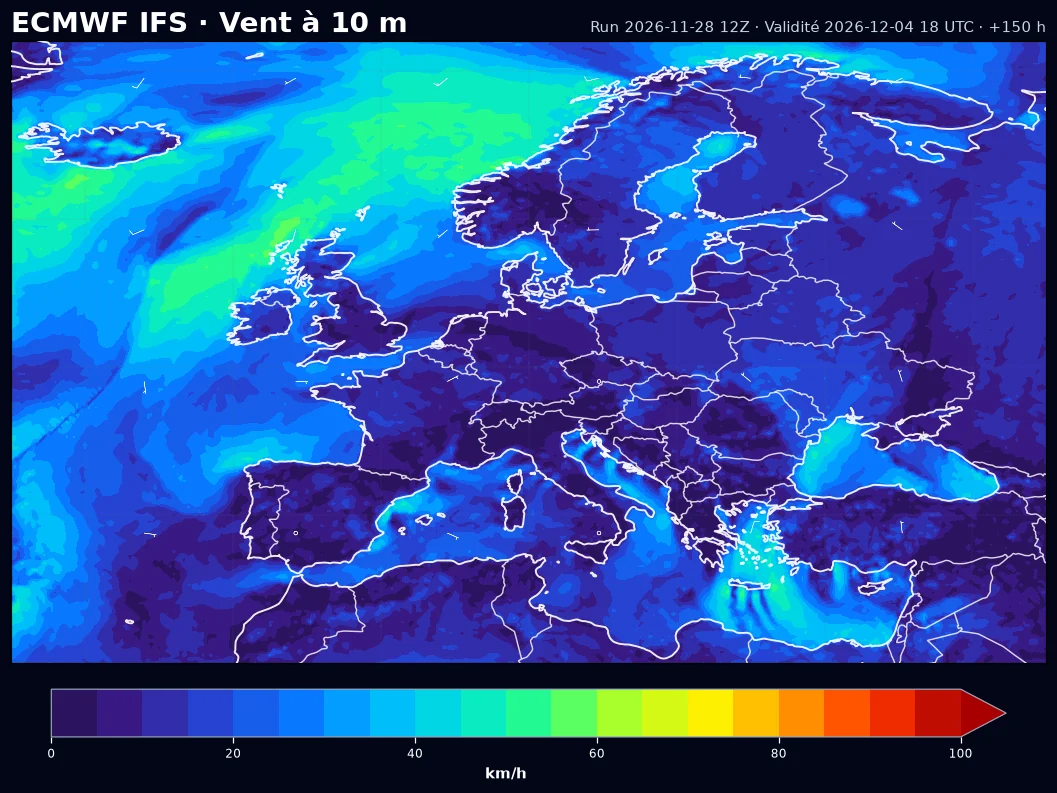 ECMWF IFS · Vent à 10 m
Run 2026-11-28 12Z · Validité 2026-12-04 18 UTC · +150 h
0 20 40 60 80 100
km/h